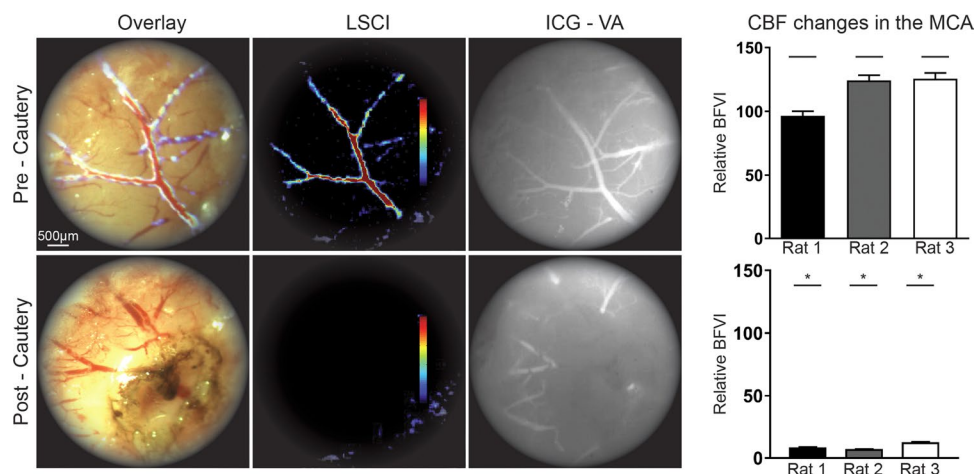 Overlay
LSCI
ICG - VA
CBF changes in the MCA
Pre - Cautery
500µm
Relative BFVI
150
100
50
0
Rat 1
Rat 2
Rat 3
Post - Cautery
Relative BFVI
150
100
50
0
*
*
*
Rat 1
Rat 2
Rat 3